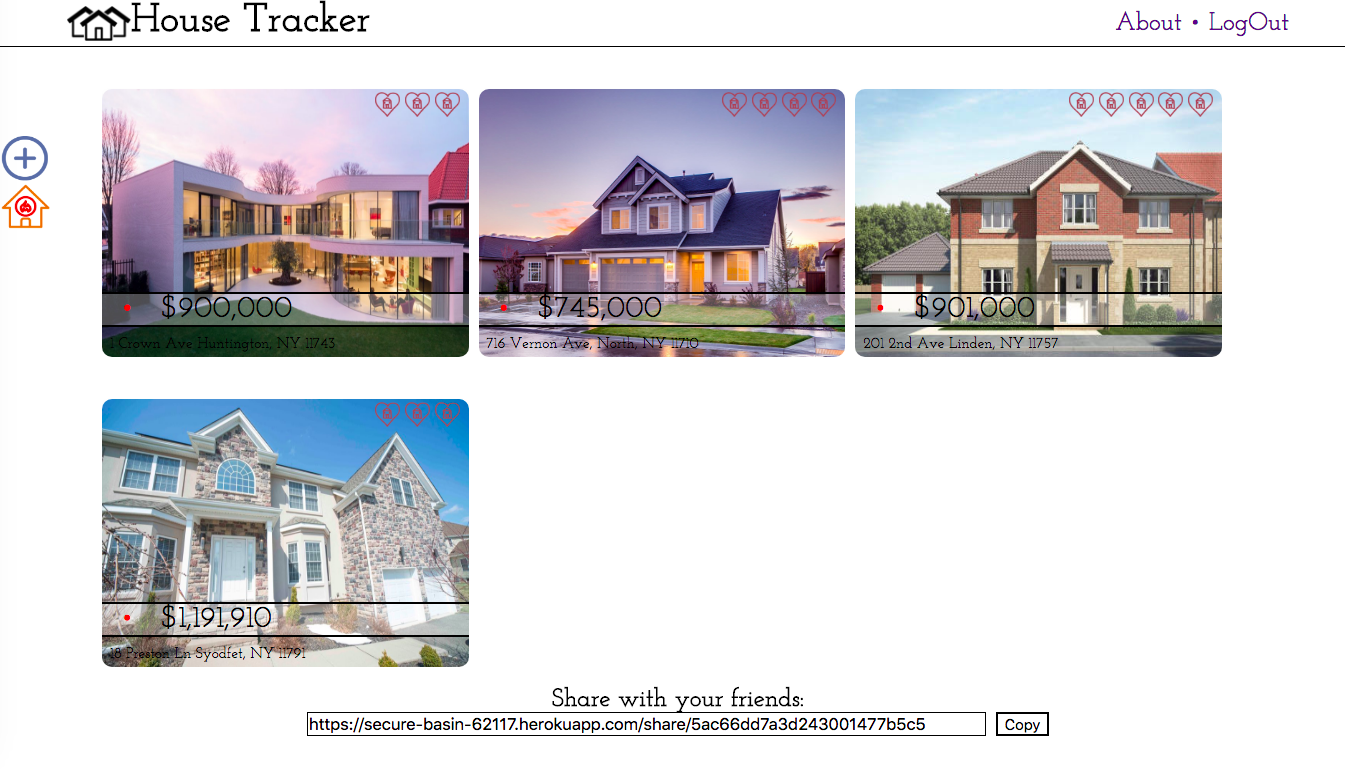 House Tracker
About • LogOut
$900,000
1 Crown Ave Huntington, NY 11743
$745,000
716 Vernon Ave, North, NY 11710
$901,000
201 2nd Ave Linden, NY 11757
$1,191,910
18 Preston Ln Syodfet, NY 11791
Share with your friends:
https://secure-basin-62117.herokuapp.com/share/5ac66dd7a3d243001477b5c5
Copy